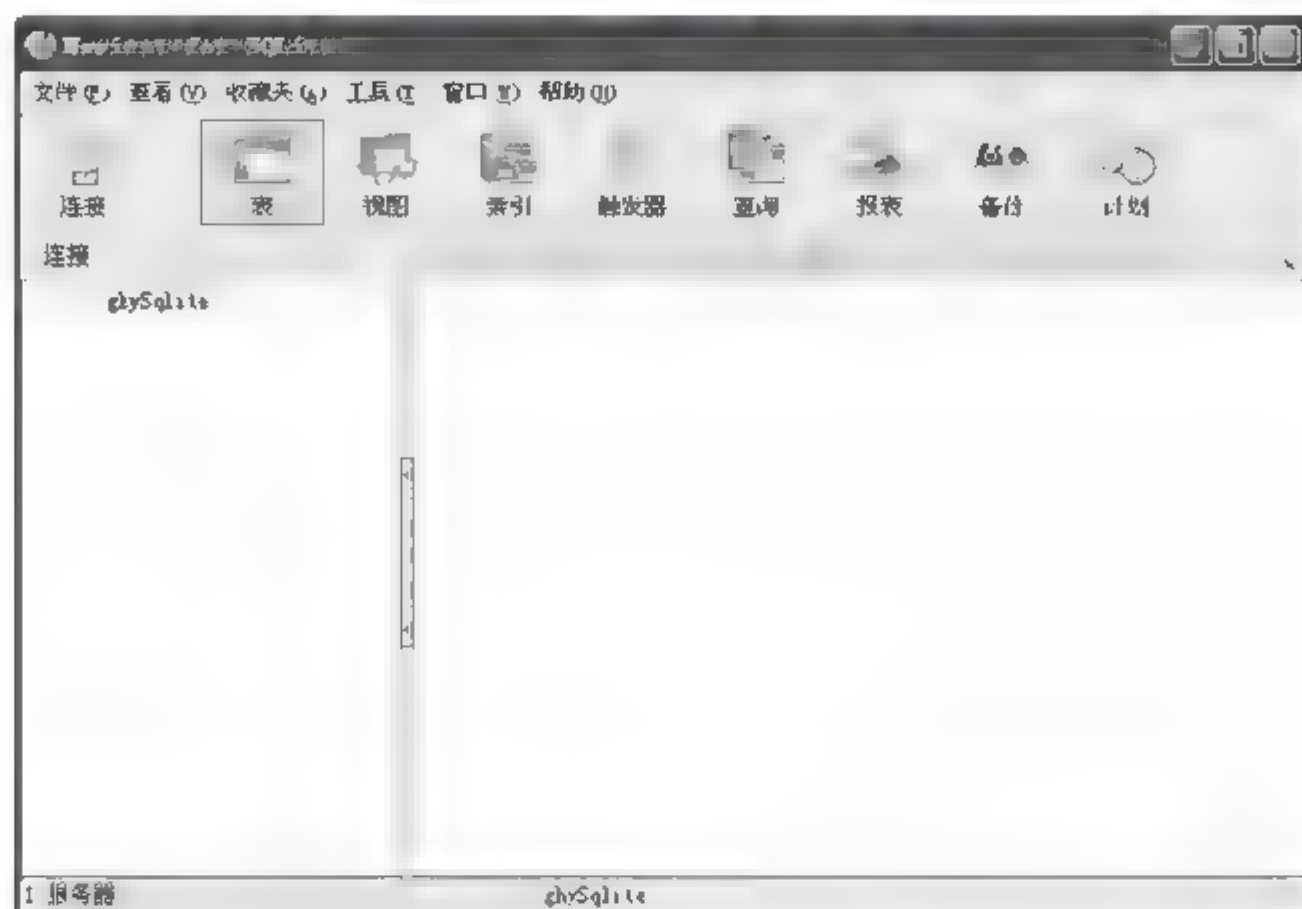 文件(F) 查看(V) 收藏夹(A) 工具(T) 窗口(W) 帮助(H)
连接 表 视图 索引 触发器 查询 报表 备份 计划
连接
ghySqlite
1 服务器 ghySqlite